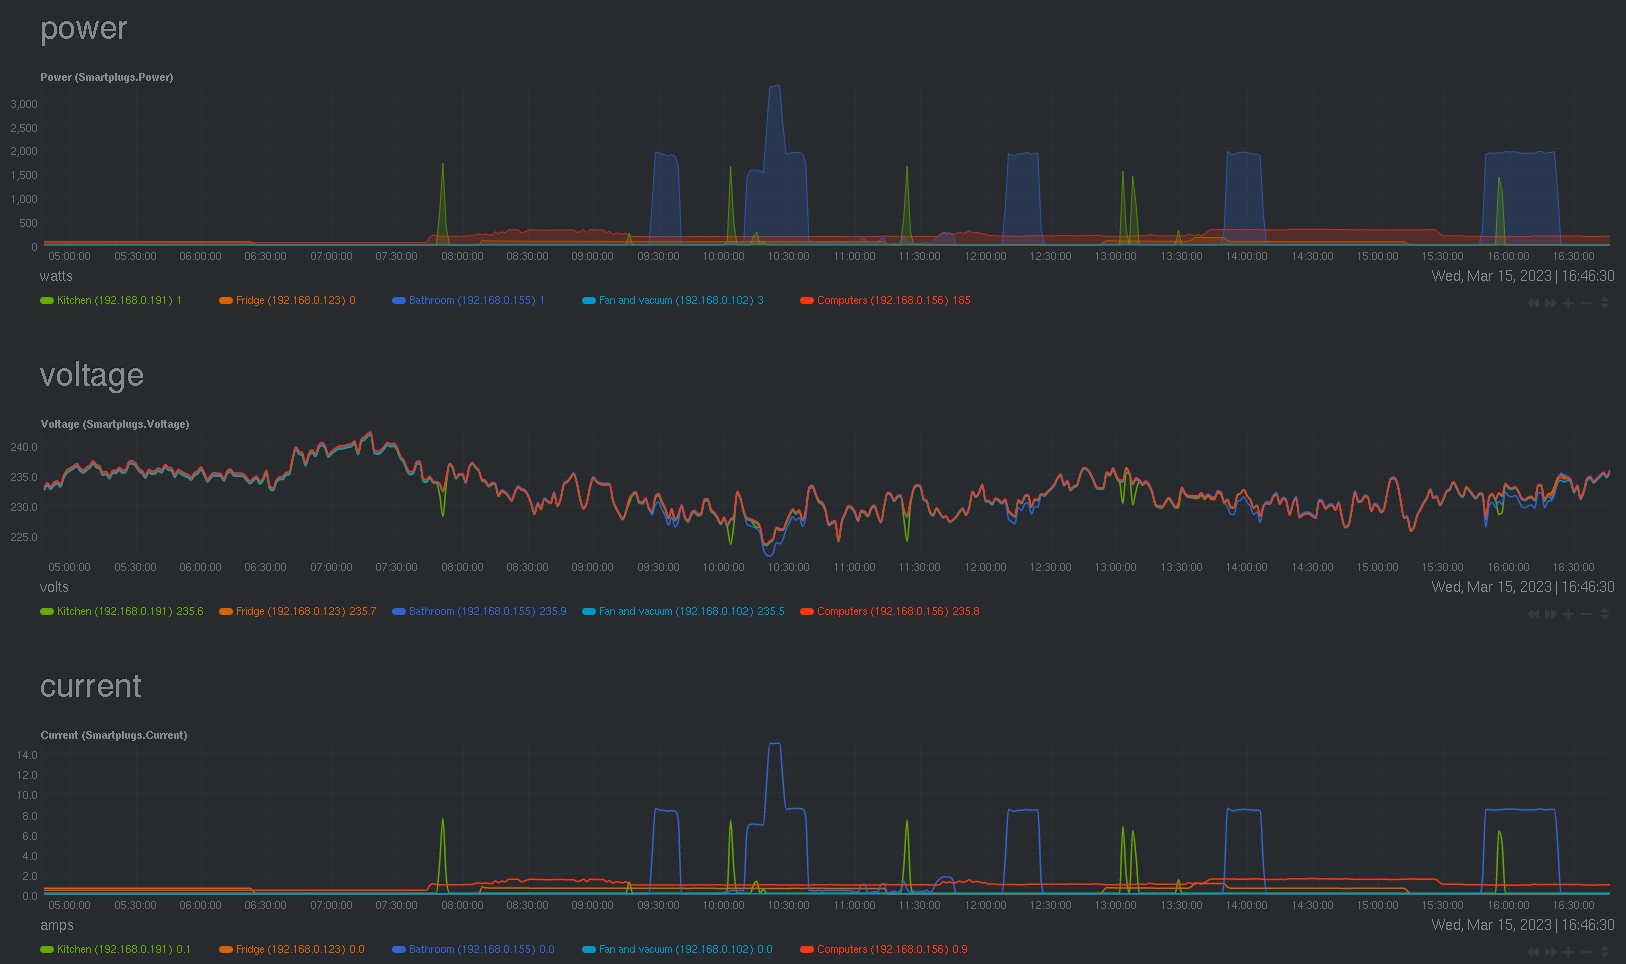 power
Power (Smartplugs.Power)
3,000
2,500
2,000
1,500
1,000
500
0
05:00:00 05:30:00 06:00:00 06:30:00 07:00:00 07:30:00 08:00:00 08:30:00 09:00:00 09:30:00 10:00:00 10:30:00 11:00:00 11:30:00 12:00:00 12:30:00 13:00:00 13:30:00 14:00:00 14:30:00 15:00:00 15:30:00 16:00:00 16:30:00
watts Wed, Mar 15, 2023 | 16:46:30
Kitchen (192.168.0.191) 1 Fridge (192.168.0.123) 0 Bathroom (192.168.0.155) 1 Fan and vacuum (192.168.0.102) 3 Computers (192.168.0.156) 185
voltage
Voltage (Smartplugs.Voltage)
240.0
235.0
230.0
225.0
05:00:00 05:30:00 06:00:00 06:30:00 07:00:00 07:30:00 08:00:00 08:30:00 09:00:00 09:30:00 10:00:00 10:30:00 11:00:00 11:30:00 12:00:00 12:30:00 13:00:00 13:30:00 14:00:00 14:30:00 15:00:00 15:30:00 16:00:00 16:30:00
volts Wed, Mar 15, 2023 | 16:46:30
Kitchen (192.168.0.191) 235.6 Fridge (192.168.0.123) 235.7 Bathroom (192.168.0.155) 235.9 Fan and vacuum (192.168.0.102) 235.5 Computers (192.168.0.156) 235.8
current
Current (Smartplugs.Current)
14.0
12.0
10.0
8.0
6.0
4.0
2.0
0.0
05:00:00 05:30:00 06:00:00 06:30:00 07:00:00 07:30:00 08:00:00 08:30:00 09:00:00 09:30:00 10:00:00 10:30:00 11:00:00 11:30:00 12:00:00 12:30:00 13:00:00 13:30:00 14:00:00 14:30:00 15:00:00 15:30:00 16:00:00 16:30:00
amps Wed, Mar 15, 2023 | 16:46:30
Kitchen (192.168.0.191) 0.1 Fridge (192.168.0.123) 0.0 Bathroom (192.168.0.155) 0.0 Fan and vacuum (192.168.0.102) 0.0 Computers (192.168.0.156) 0.9